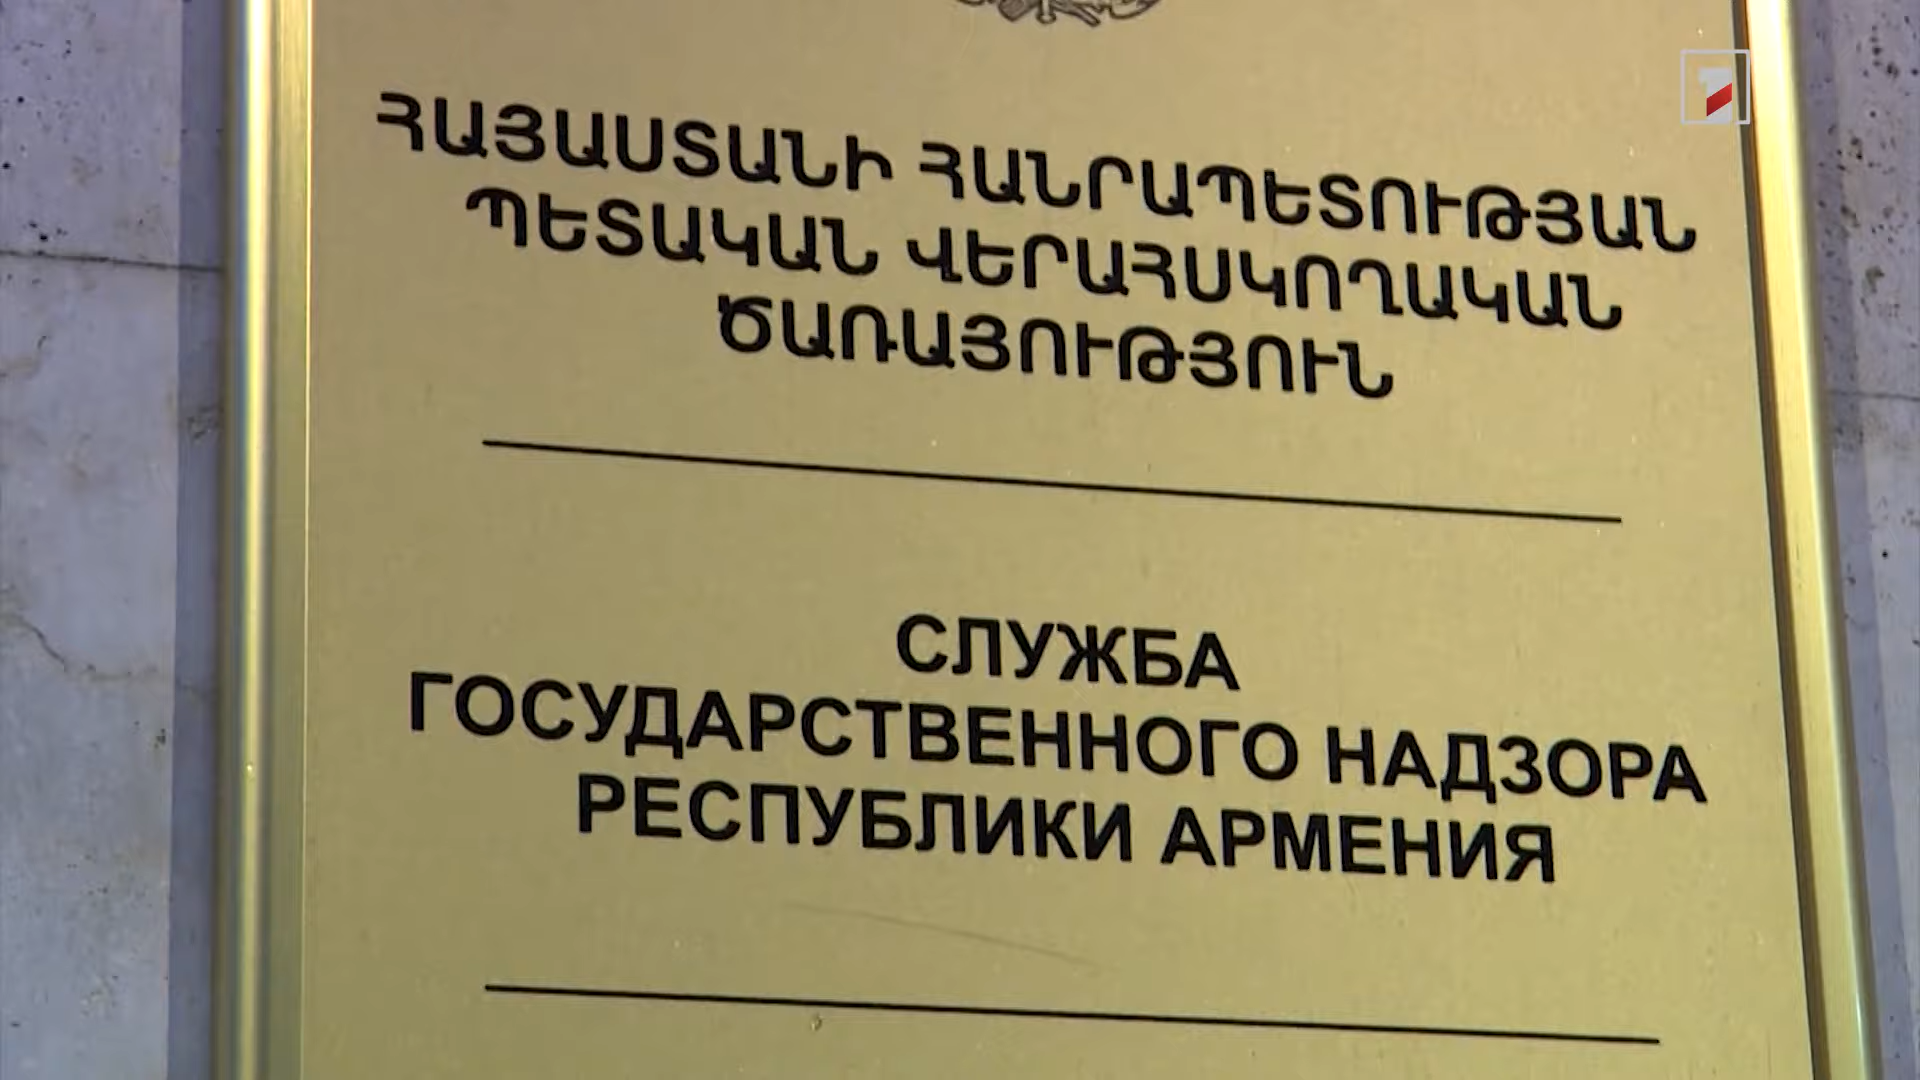 ՀԱՅԱՍՏԱՆԻ ՀԱՆՐԱՊԵՏՈՒԹՅԱՆ
ՊԵՏԱԿԱՆ ՎԵՐԱՀՍԿՈՂԱԿԱՆ
ԾԱՌԱՅՈՒԹՅՈՒՆ
СЛУЖБА
ГОСУДАРСТВЕННОГО НАДЗОРА
РЕСПУБЛИКИ АРМЕНИЯ